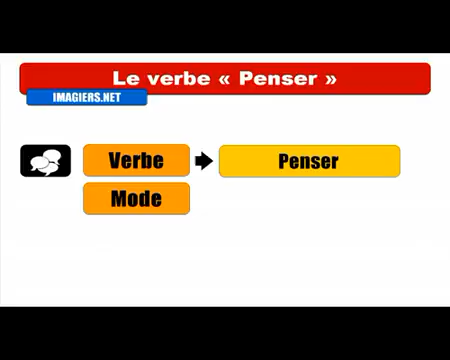 Le verbe « Penser »
IMAGIERS.NET
Verbe
Penser
Mode